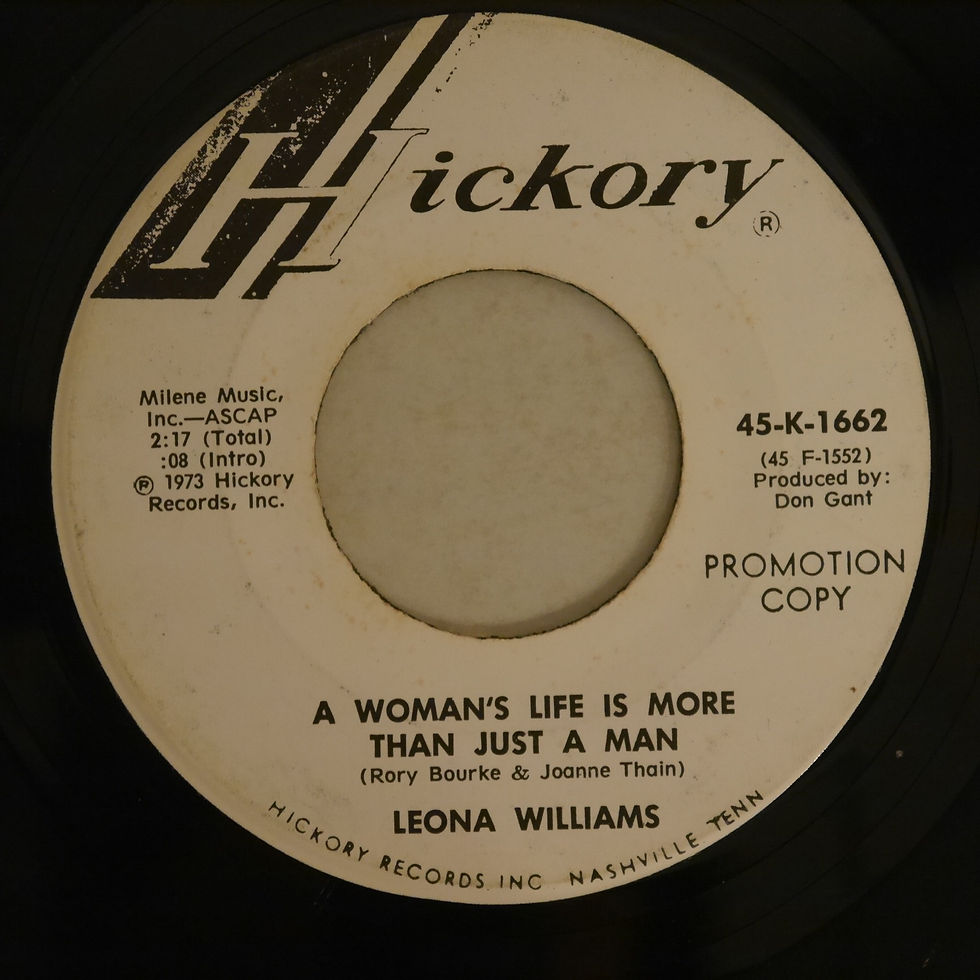 Hickory ®
Milene Music,
Inc.—ASCAP
2:17 (Total)
:08 (Intro)
℗ 1973 Hickory
Records, Inc.
45-K-1662
(45 F-1552)
Produced by:
Don Gant
PROMOTION
COPY
A WOMAN'S LIFE IS MORE
THAN JUST A MAN
(Rory Bourke & Joanne Thain)
LEONA WILLIAMS
HICKORY RECORDS, INC NASHVILLE TENN